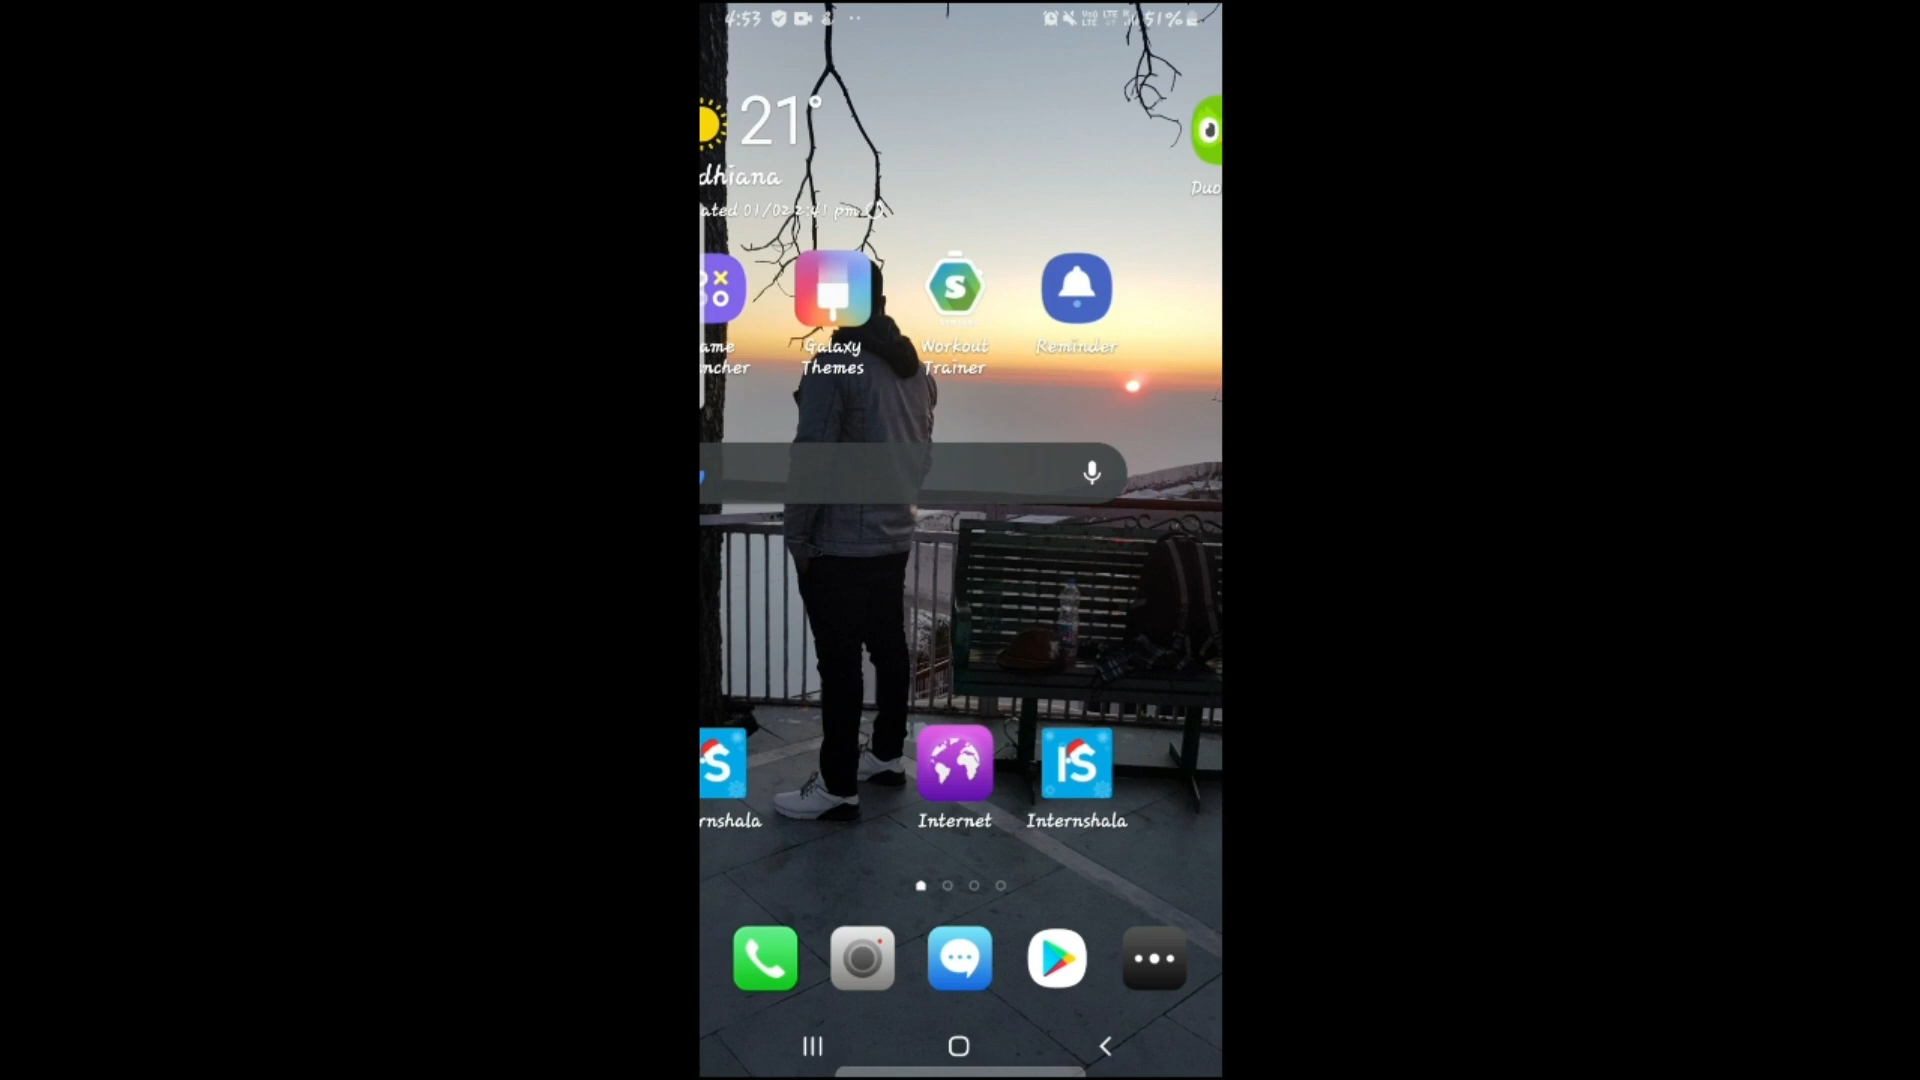 4:53 51%
21°
dhiana
ated 01/02 2:41 pm
Duo
ame
ncher
Galaxy
Themes
S
Workout
Trainer
Reminder
S
rnshala
Internet
IS
Internshala